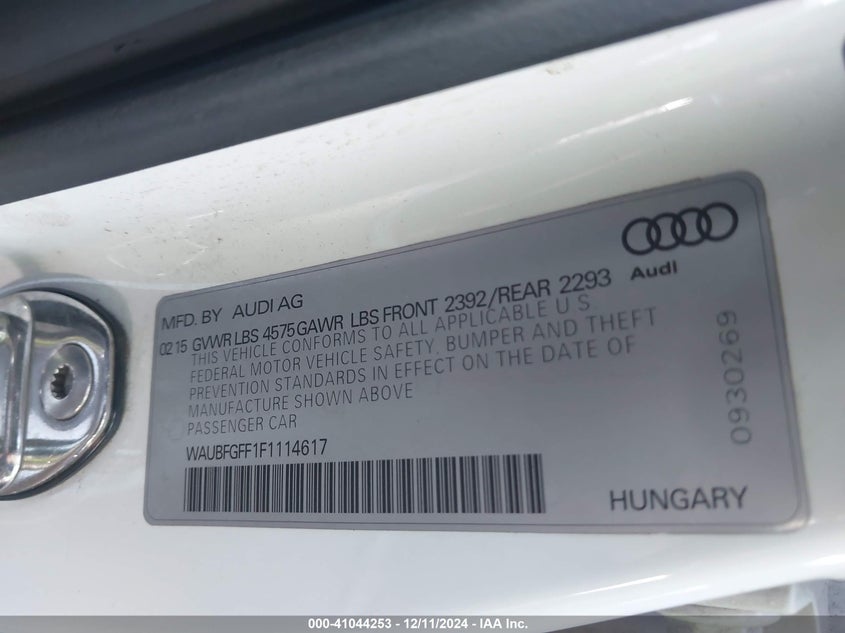 Audi
MFD. BY AUDI AG
02 15 GVWR LBS 4575 GAWR LBS FRONT 2392/REAR 2293
THIS VEHICLE CONFORMS TO ALL APPLICABLE U S
FEDERAL MOTOR VEHICLE SAFETY, BUMPER AND THEFT
PREVENTION STANDARDS IN EFFECT ON THE DATE OF
MANUFACTURE SHOWN ABOVE
PASSENGER CAR
WAUBFGFF1F1114617
HUNGARY
0930269
000-41044253 - 12/11/2024 - IAA Inc.